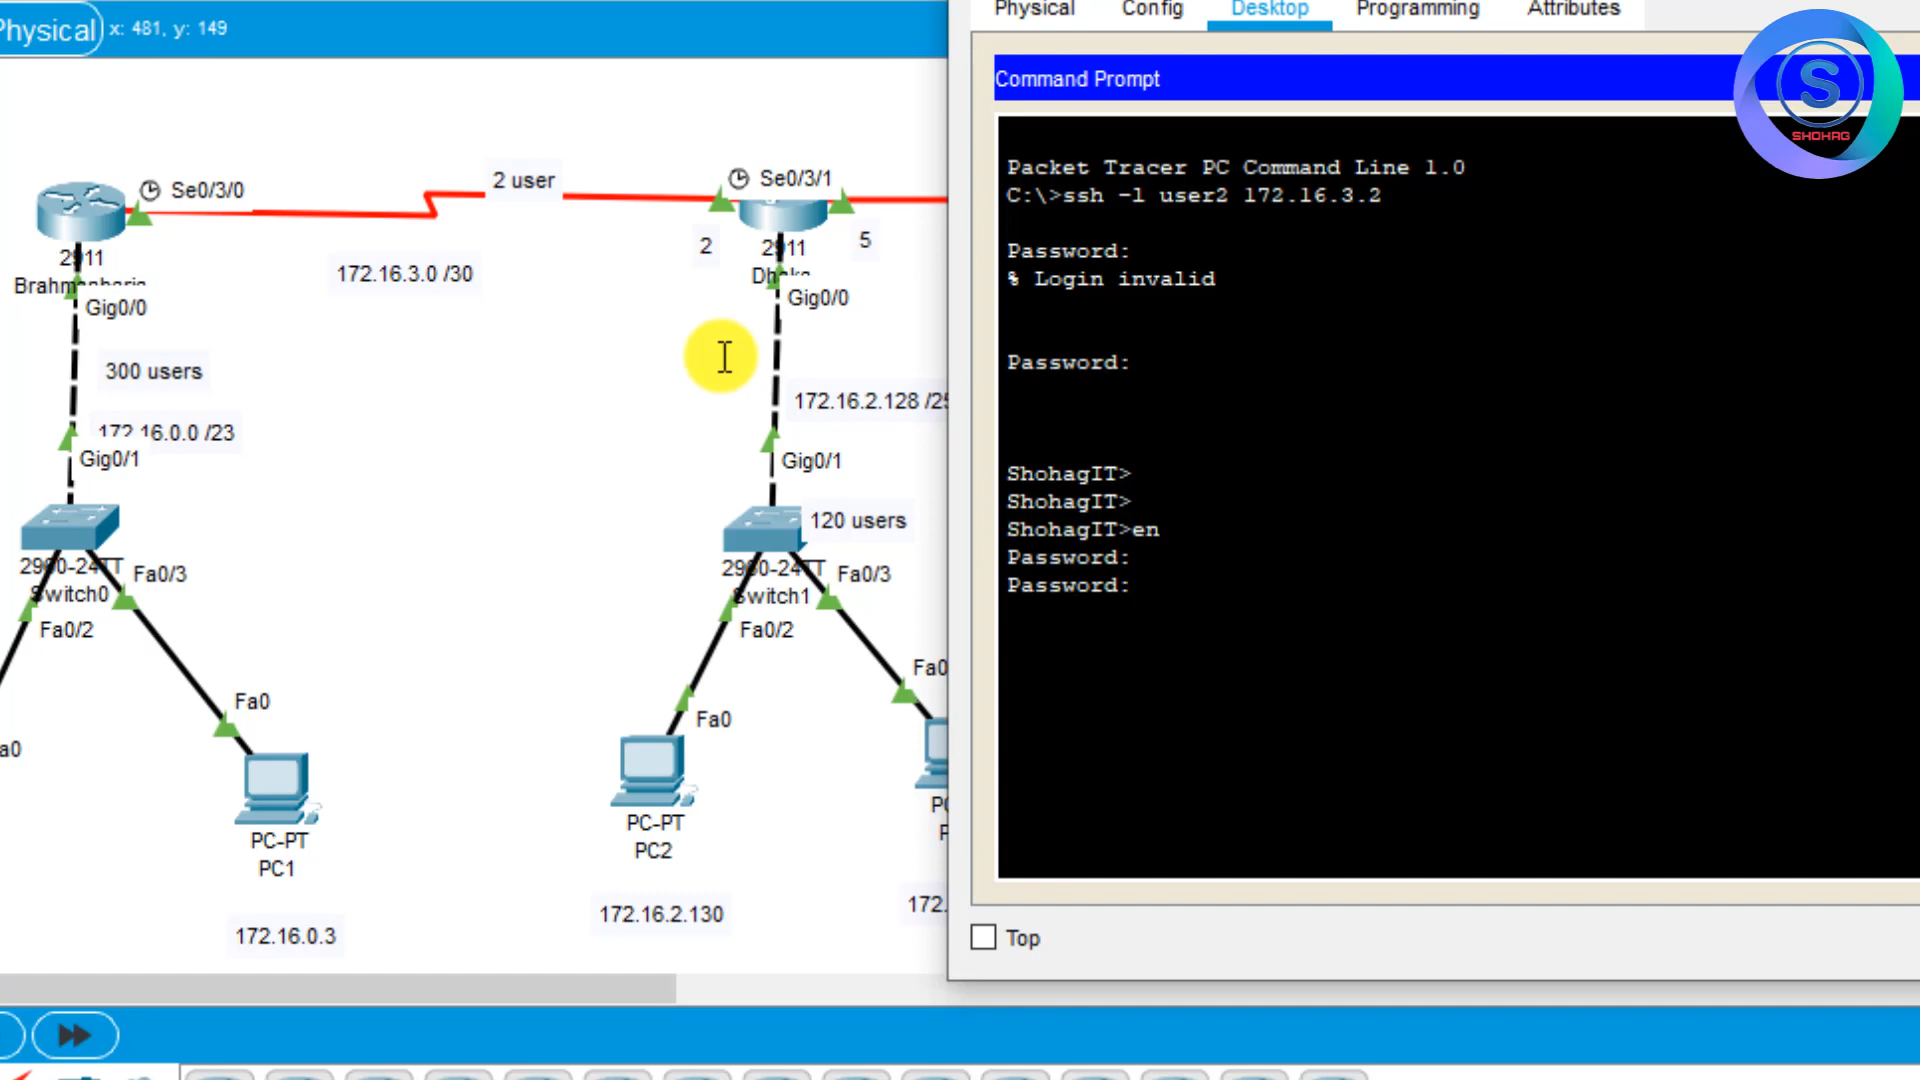 Physical
x: 481, y: 149
Se0/3/0
2 user
Se0/3/1
2911
172.16.3.0 /30
2
2911
5
Gig0/0
Gig0/0
300 users
172.16.2.128 /25
172.16.0.0 /23
Gig0/1
Gig0/1
120 users
Fa0/3
Switch0
Fa0/2
Fa0/3
Switch1
Fa0/2
Fa0
Fa0
PC-PT
PC1
PC-PT
PC2
172.16.0.3
172.16.2.130
172.
Physical Config Desktop Programming Attributes
Command Prompt
S
SHOHAG
Packet Tracer PC Command Line 1.0
C:\>ssh -l user2 172.16.3.2
Password:
% Login invalid
Password:
ShohagIT>
ShohagIT>
ShohagIT>en
Password:
Password:
Top